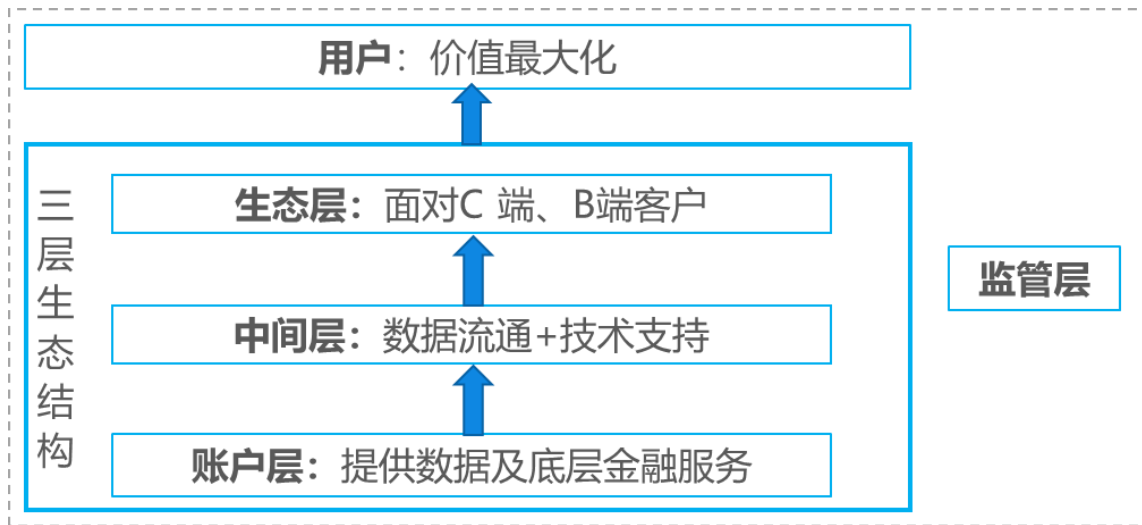 用户：价值最大化
三层生态结构
生态层：面对C 端、B端客户
监管层
中间层：数据流通+技术支持
账户层：提供数据及底层金融服务